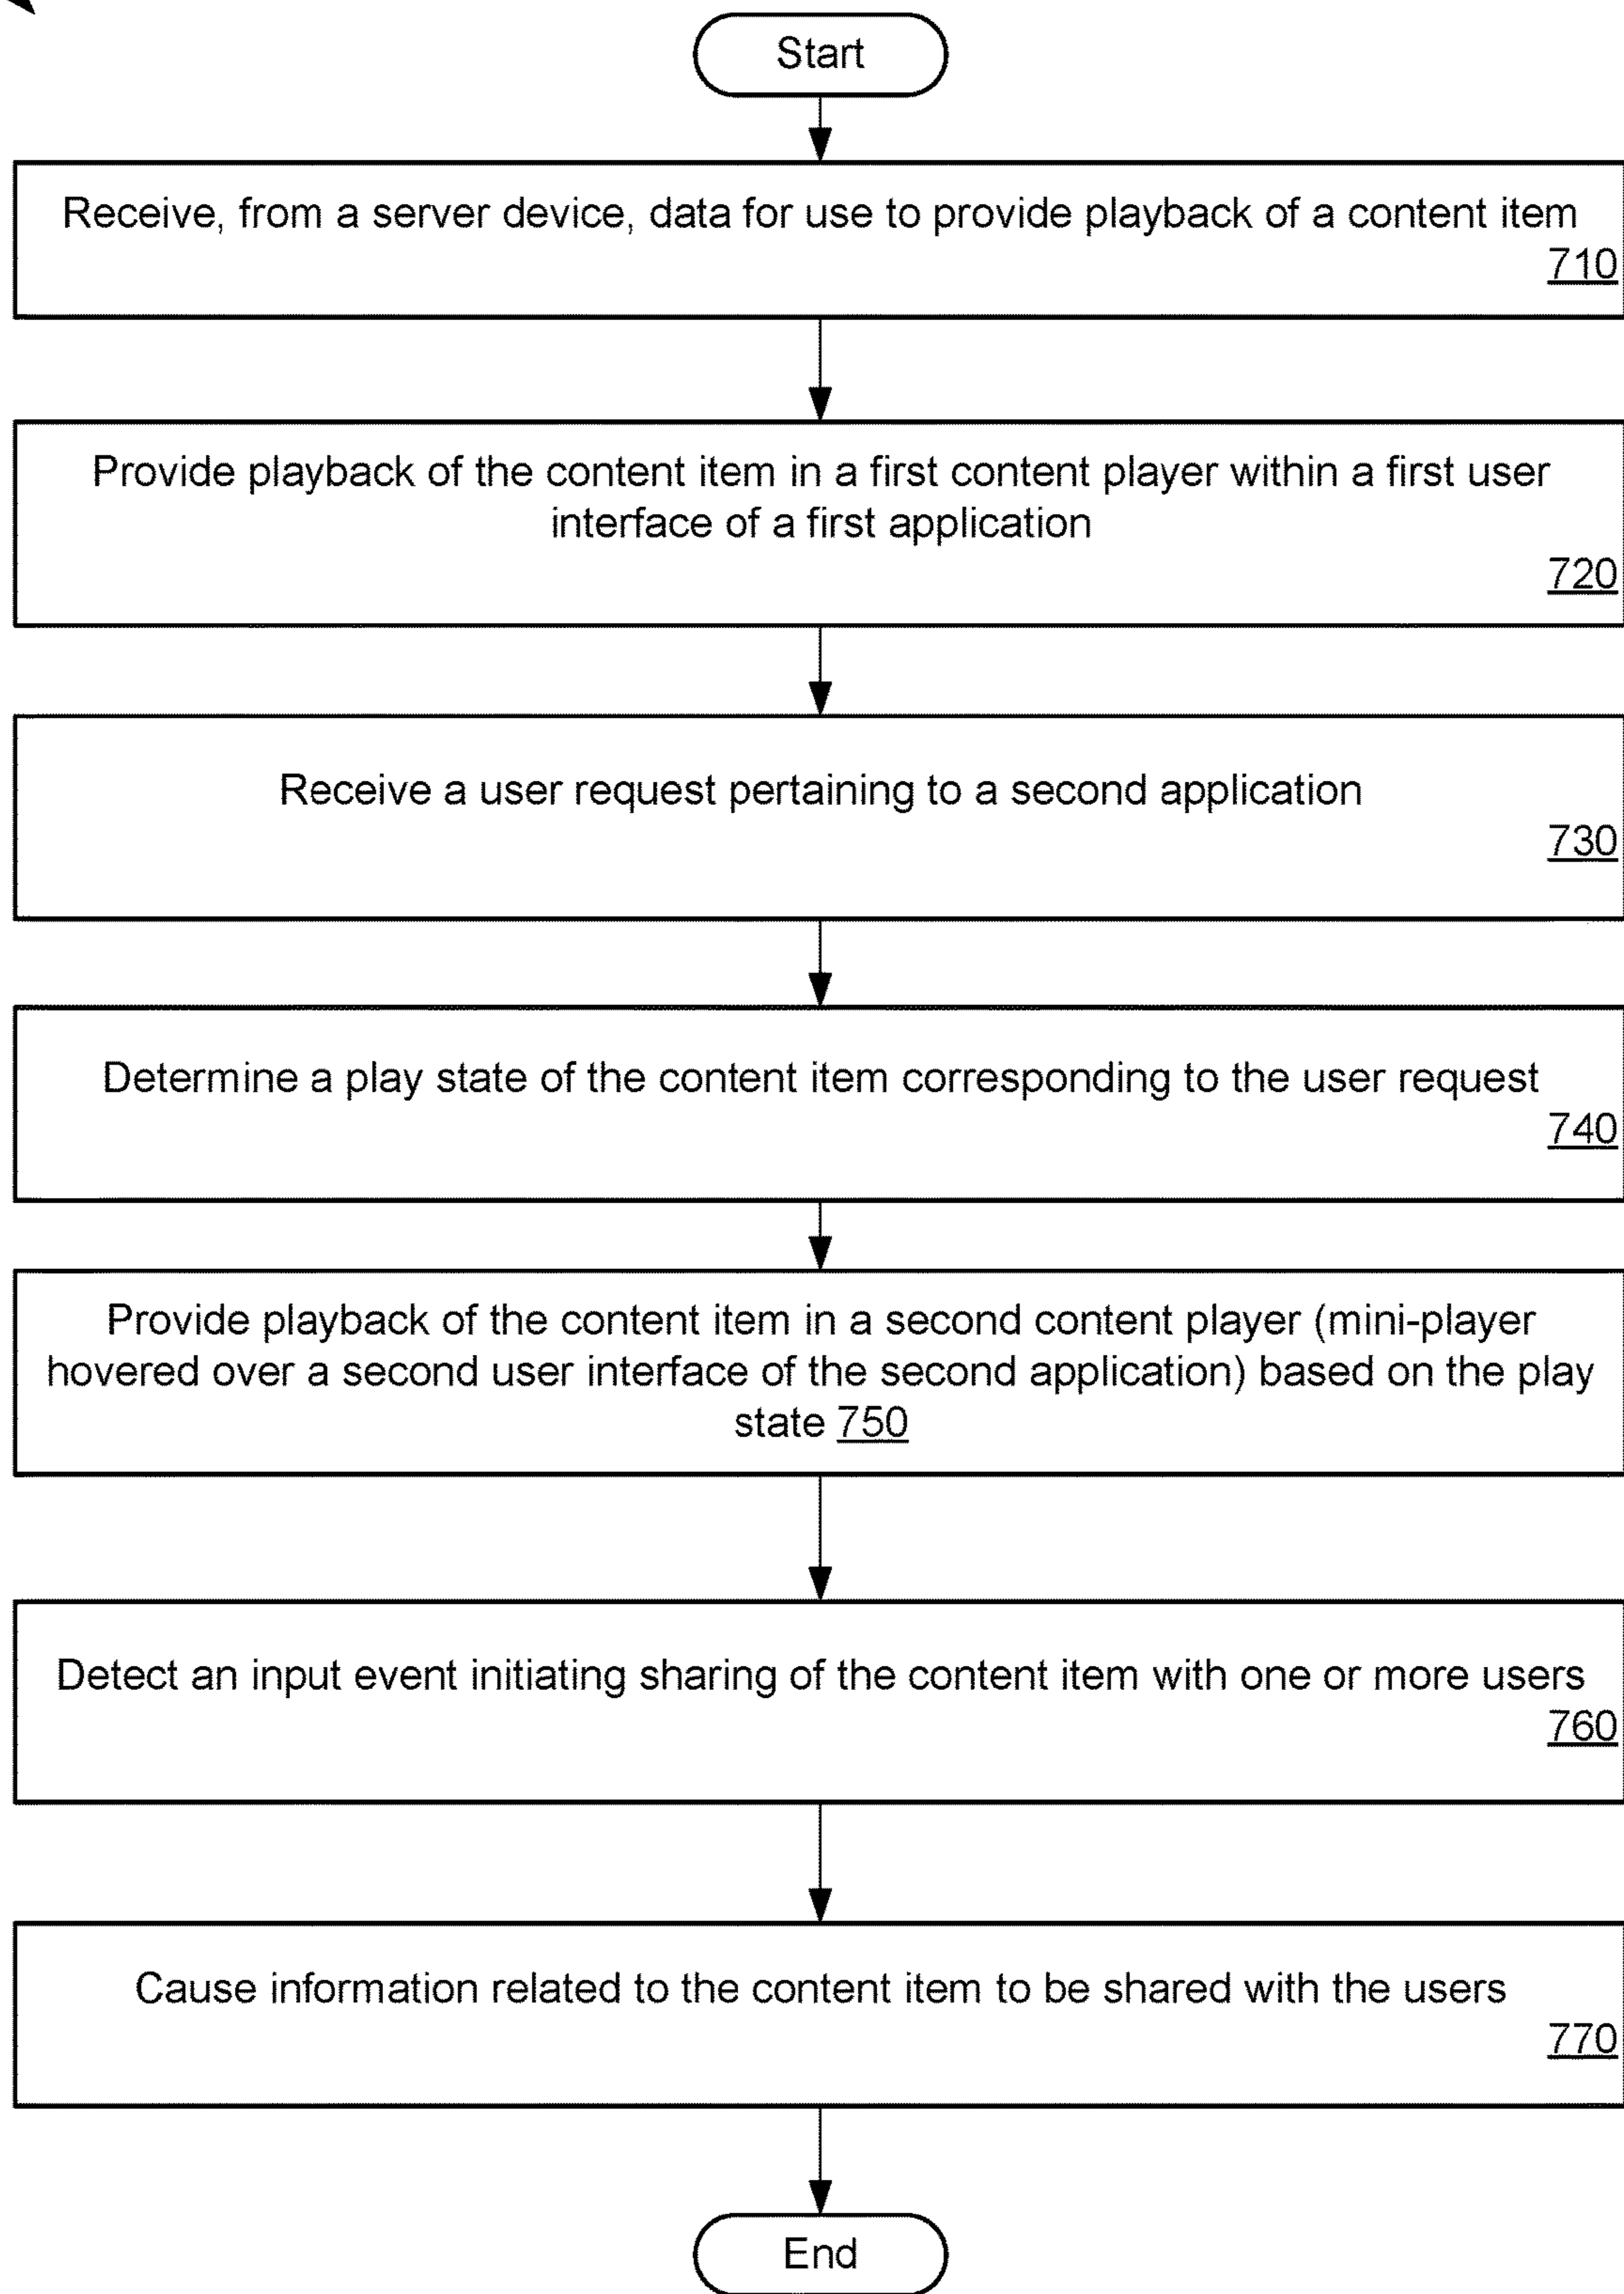 Start
Receive, from a server device, data for use to provide playback of a content item
710
Provide playback of the content item in a first content player within a first user
interface of a first application
720
Receive a user request pertaining to a second application
730
Determine a play state of the content item corresponding to the user request
740
Provide playback of the content item in a second content player (mini-player
hovered over a second user interface of the second application) based on the play
state 750
Detect an input event initiating sharing of the content item with one or more users
760
Cause information related to the content item to be shared with the users
770
End